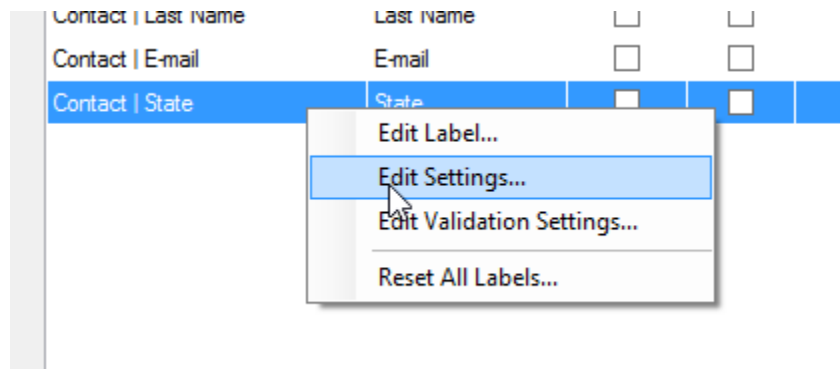 Contact | Last Name Last Name
Contact | E-mail E-mail
Contact | State State
Edit Label...
Edit Settings...
Edit Validation Settings...
Reset All Labels...